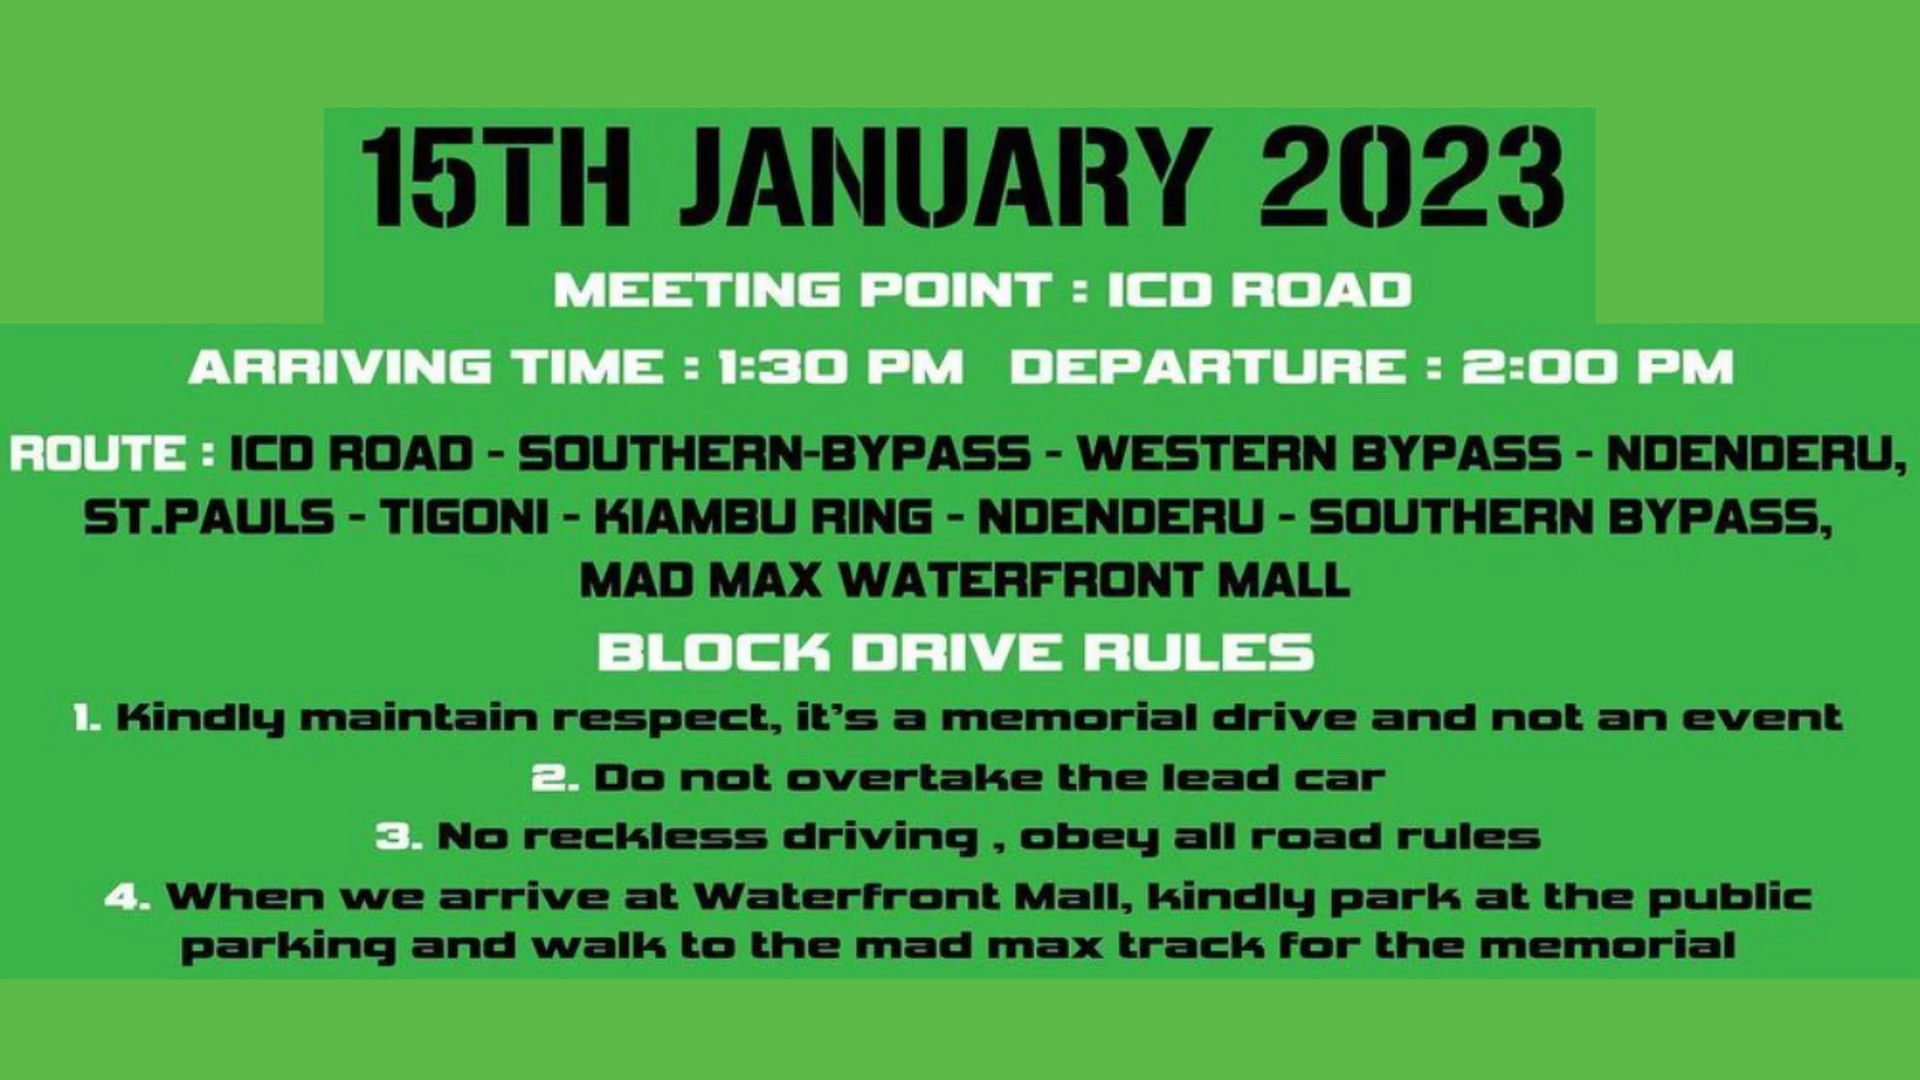 15TH JANUARY 2023
MEETING POINT : ICD ROAD
ARRIVING TIME : 1:30 PM DEPARTURE : 2:00 PM
ROUTE : ICD ROAD - SOUTHERN-BYPASS - WESTERN BYPASS - NDENDERU,
ST.PAULS - TIGONI - KIAMBU RING - NDENDERU - SOUTHERN BYPASS,
MAD MAX WATERFRONT MALL
BLOCK DRIVE RULES
1. Kindly maintain respect, it's a memorial drive and not an event
2. Do not overtake the lead car
3. No reckless driving , obey all road rules
4. When we arrive at Waterfront Mall, kindly park at the public
parking and walk to the mad max track for the memorial